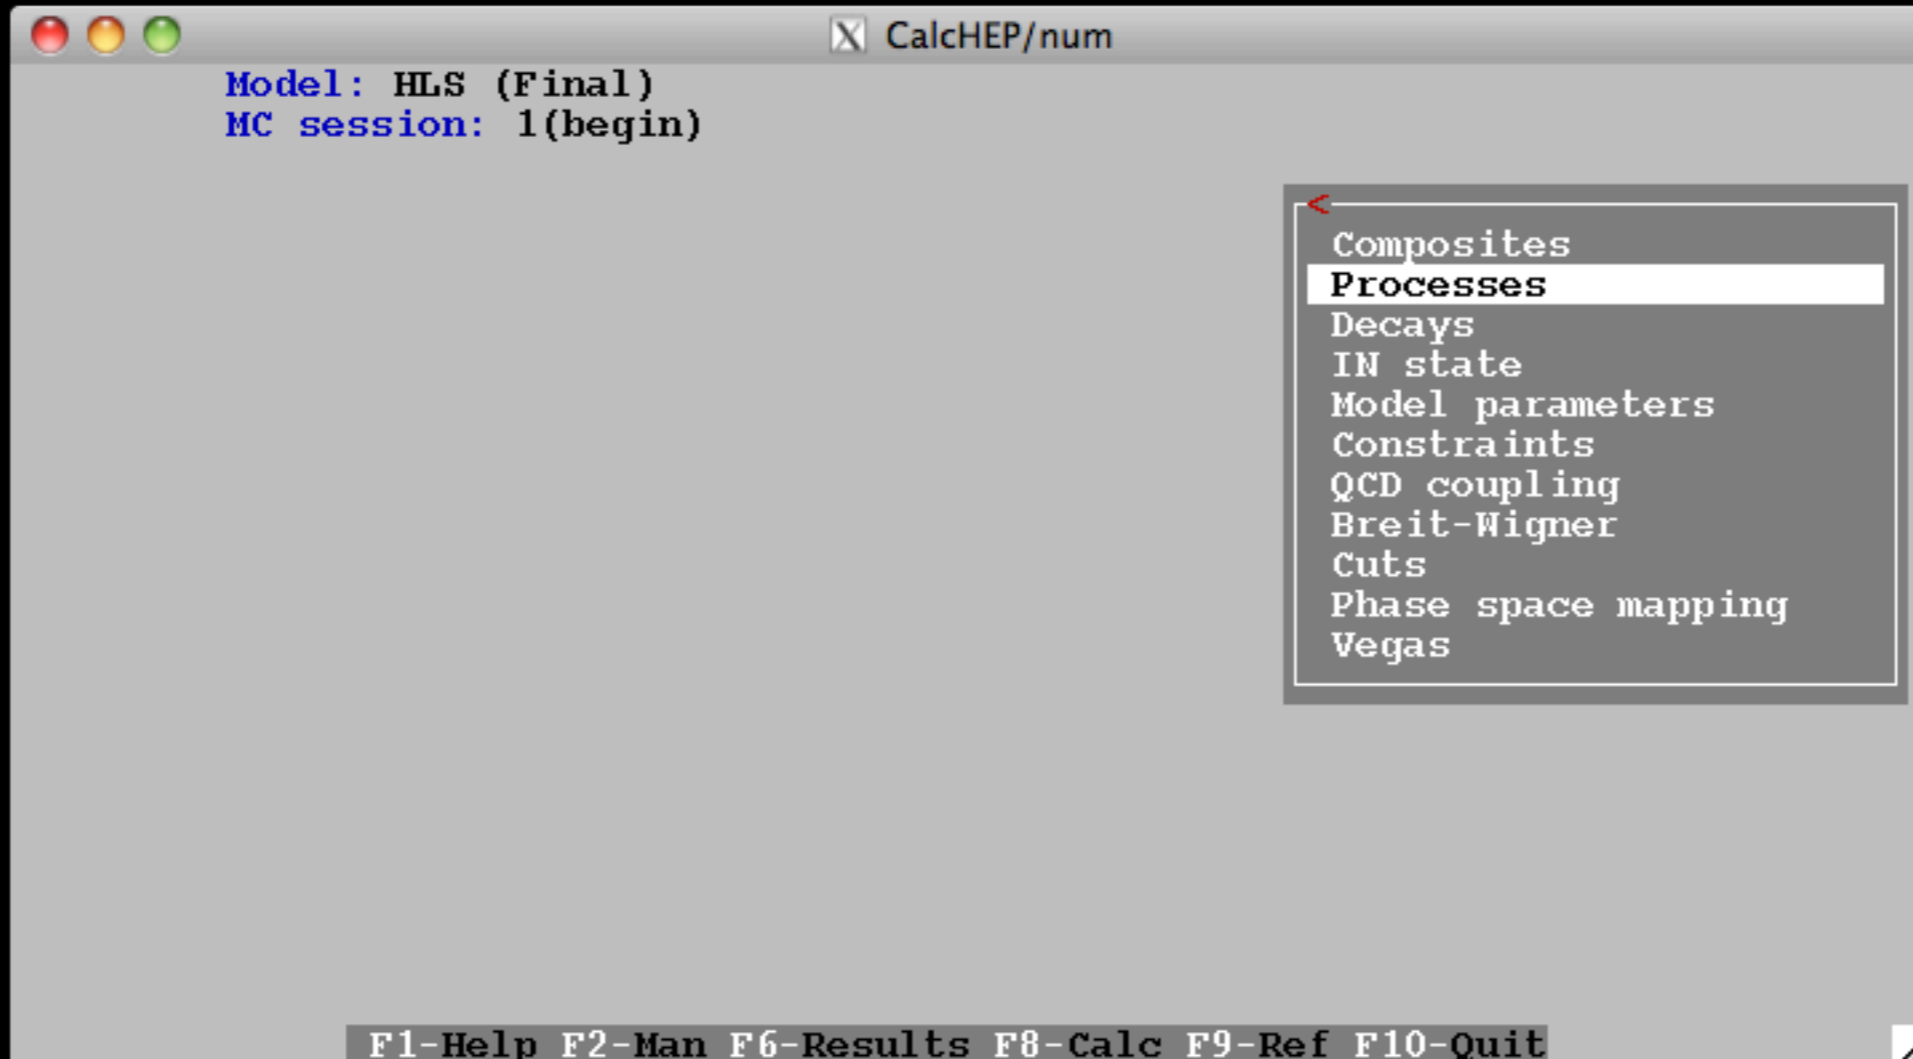 CalcHEP/num
Model: HLS (Final)
MC session: 1(begin)
<
Composites
Processes
Decays
IN state
Model parameters
Constraints
QCD coupling
Breit-Wigner
Cuts
Phase space mapping
Vegas
F1-Help F2-Man F6-Results F8-Calc F9-Ref F10-Quit